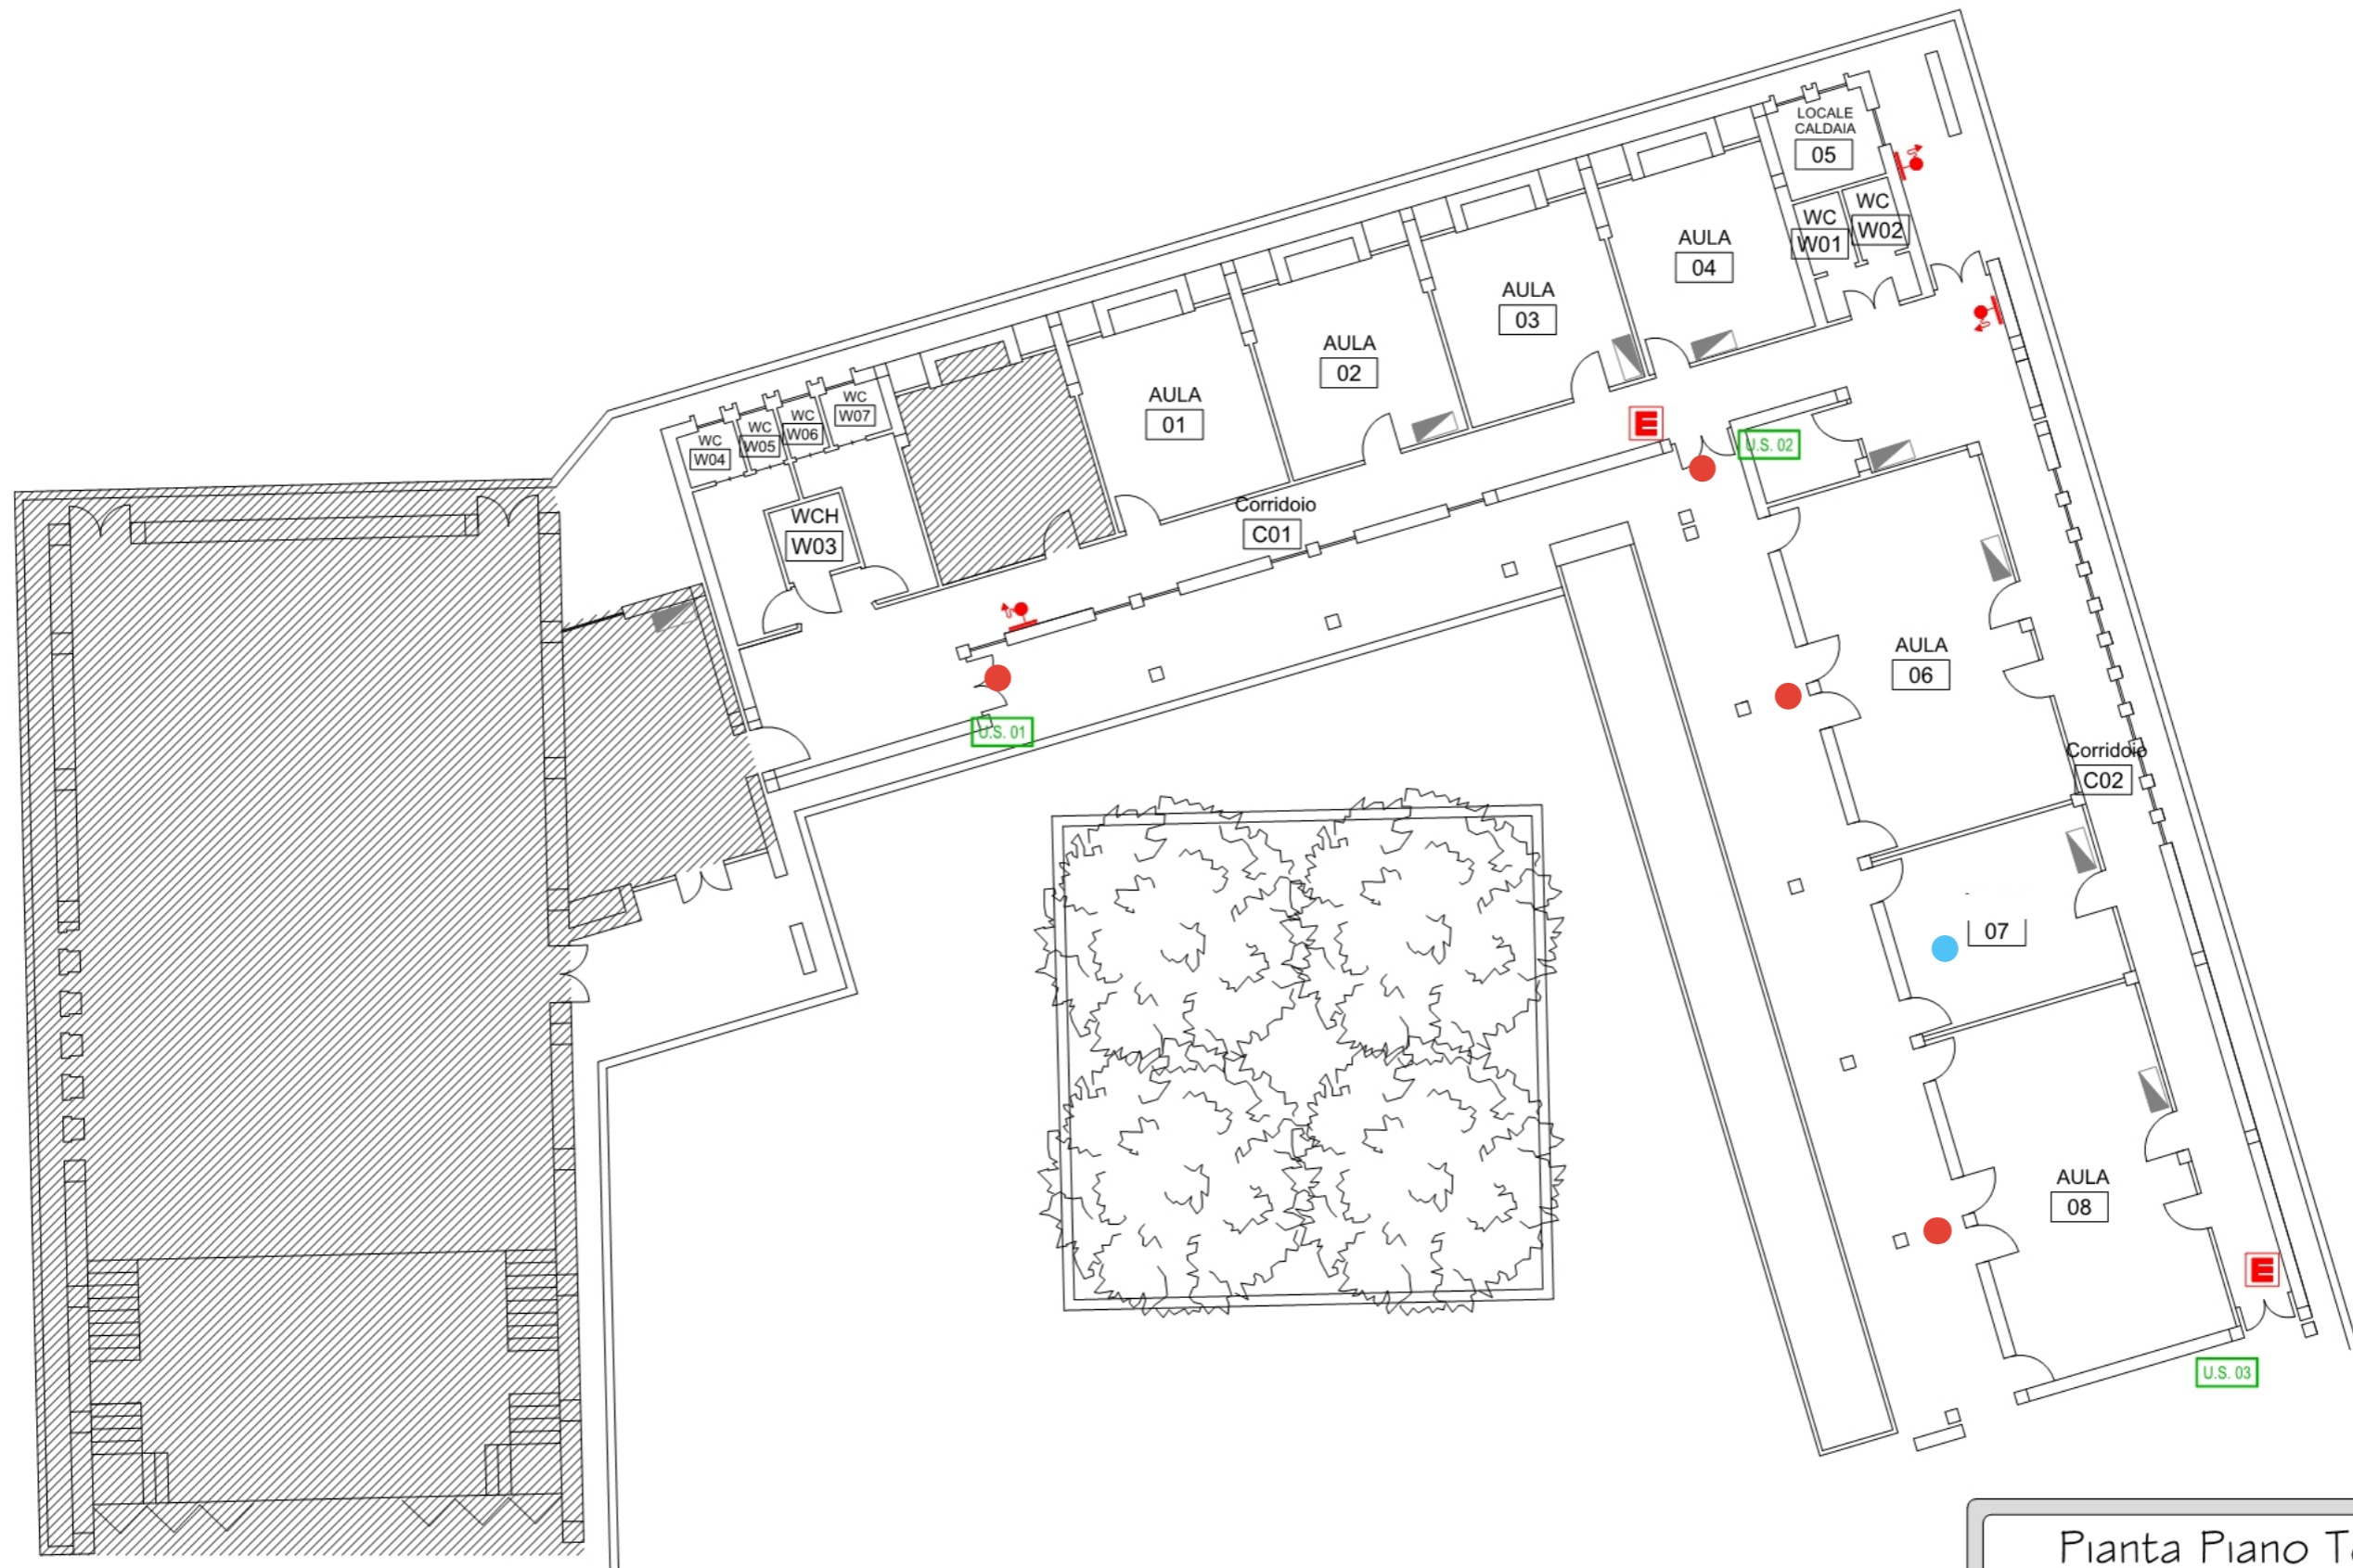 LOCALE
CALDAIA
05
WC
W02
WC
W01
AULA
04
AULA
03
AULA
02
AULA
01
WC
W07
WC
W06
WC
W05
WC
W04
WCH
W03
E
U.S. 02
Corridoio
C01
U.S. 01
AULA
06
Corridoio
C02
07
AULA
08
E
U.S. 03
Pianta Piano